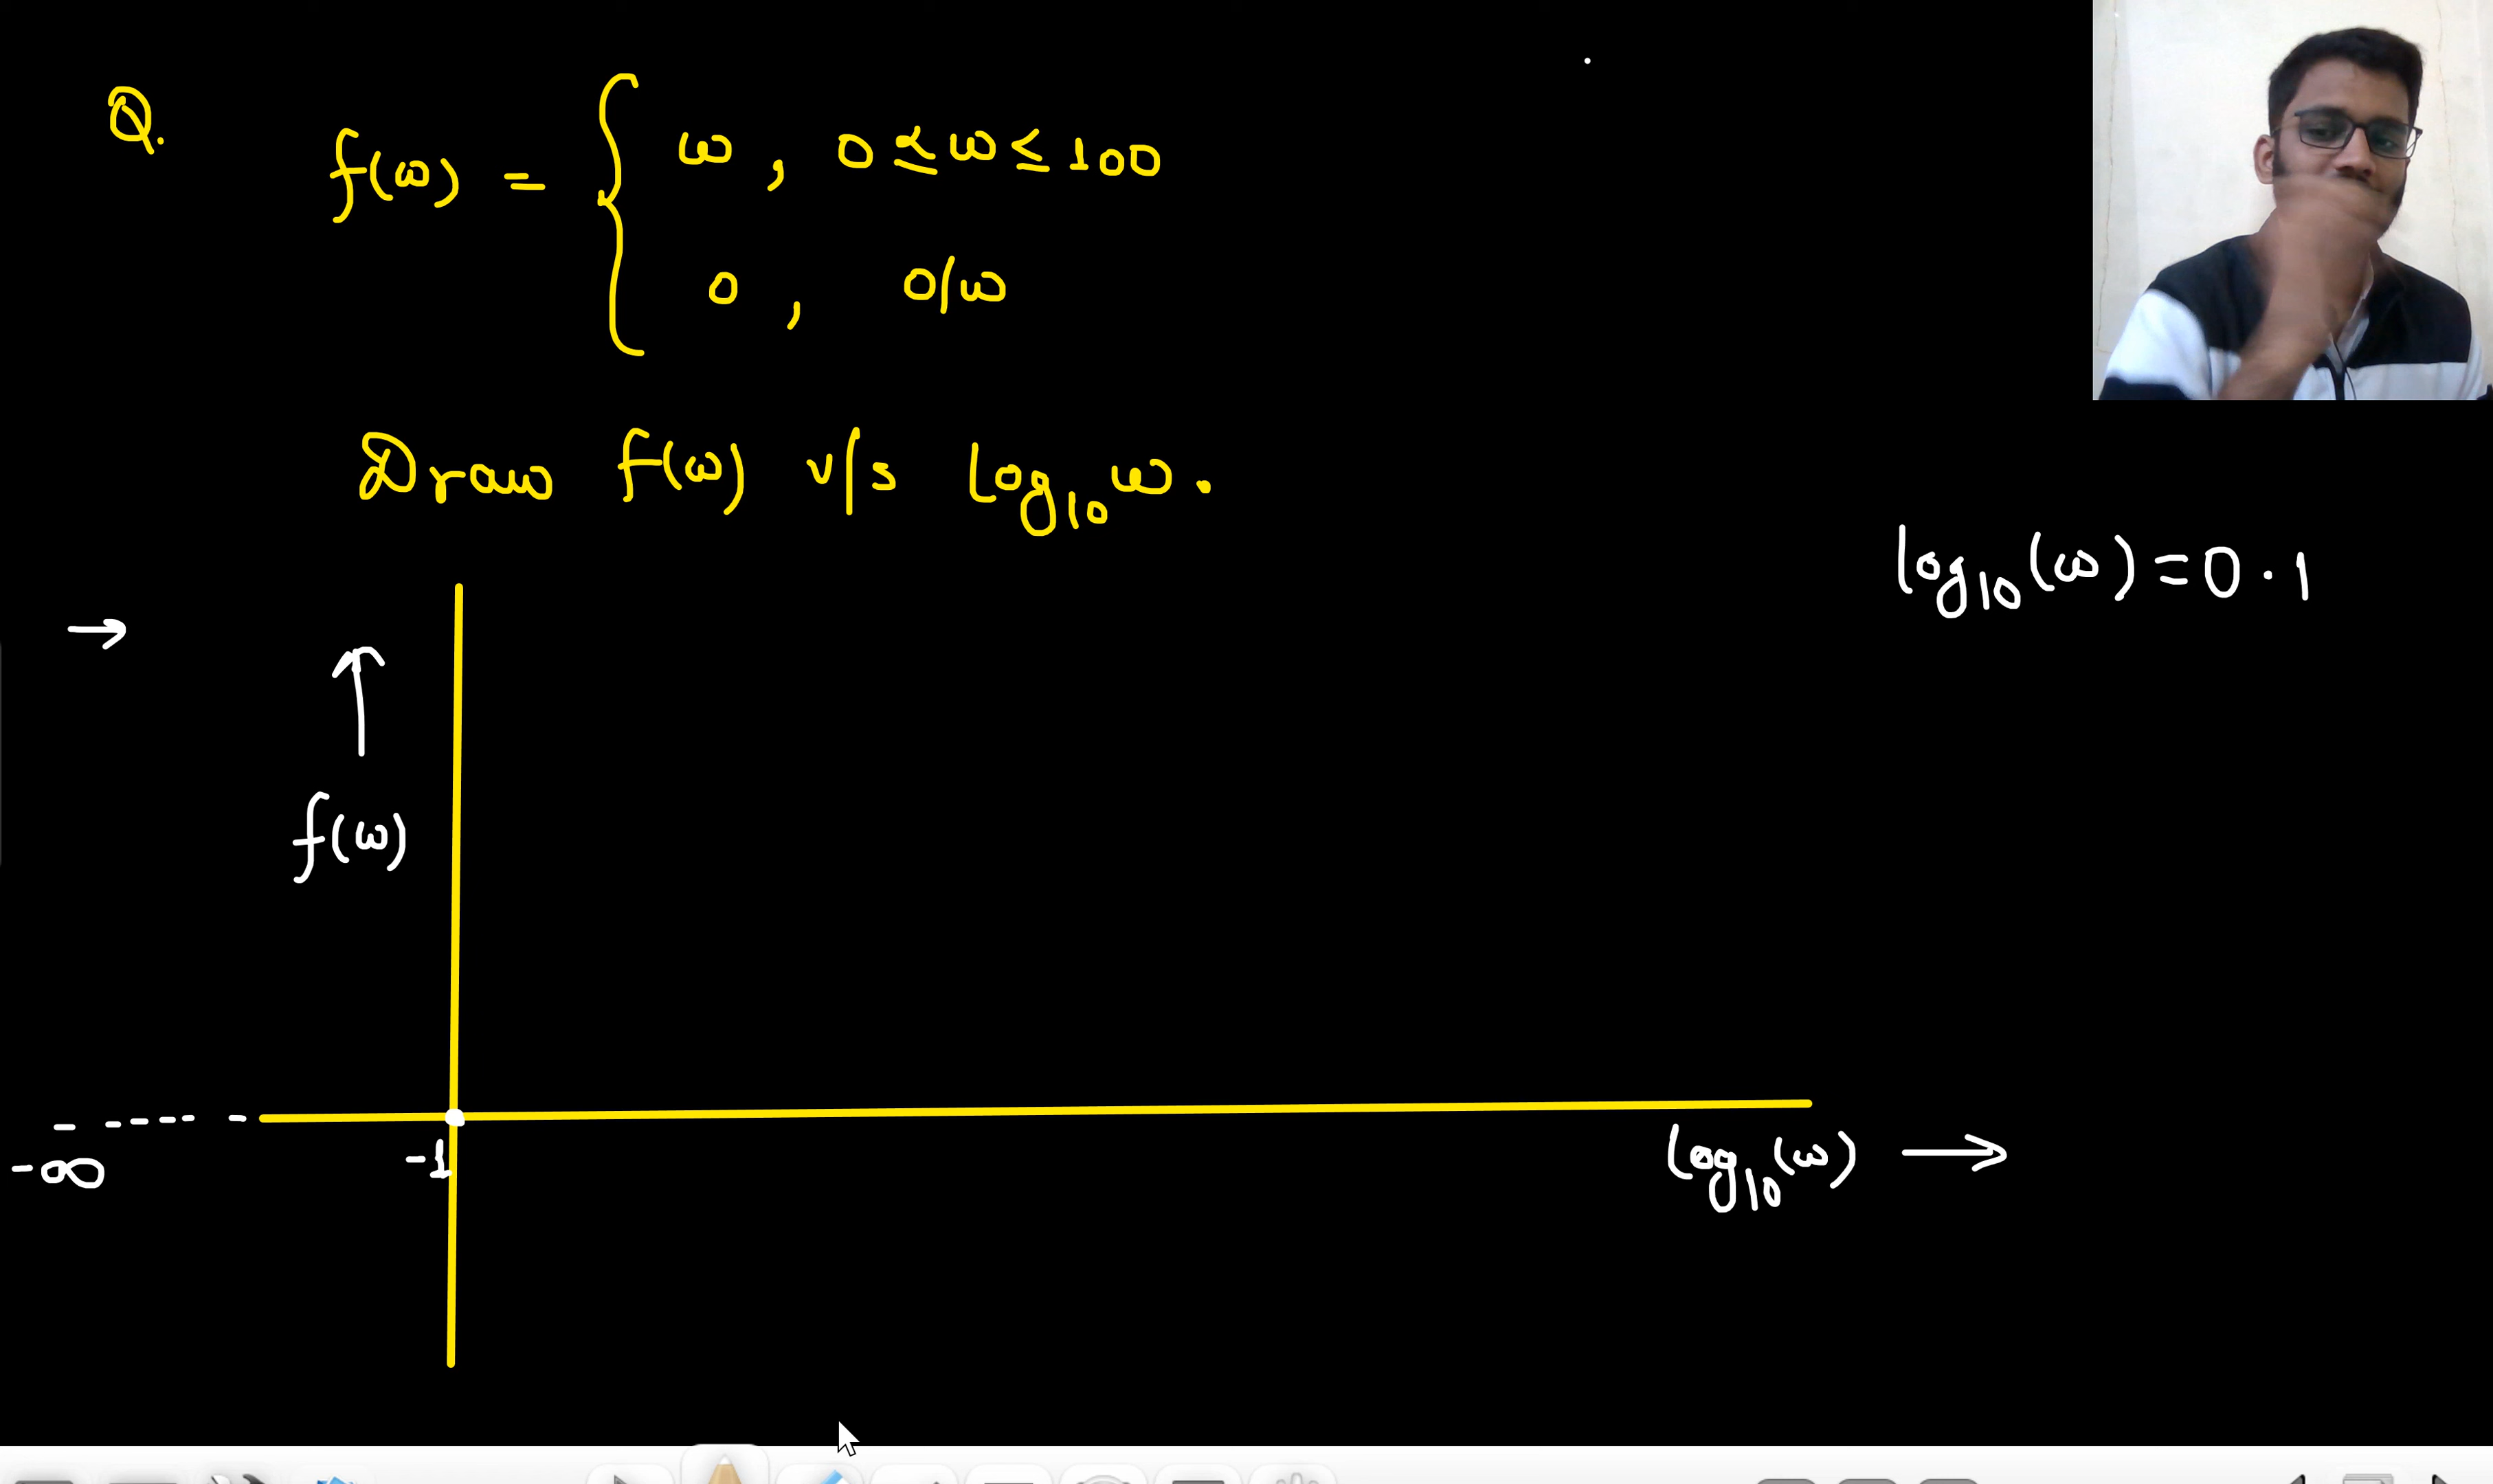 Q.
f(ω) = { ω , 0 ≤ ω ≤ 100
0 , o/ω
Draw f(ω) v/s log₁₀ω.
log₁₀(ω) = 0.1
→
↑
f(ω)
-∞
-1
log₁₀(ω) →